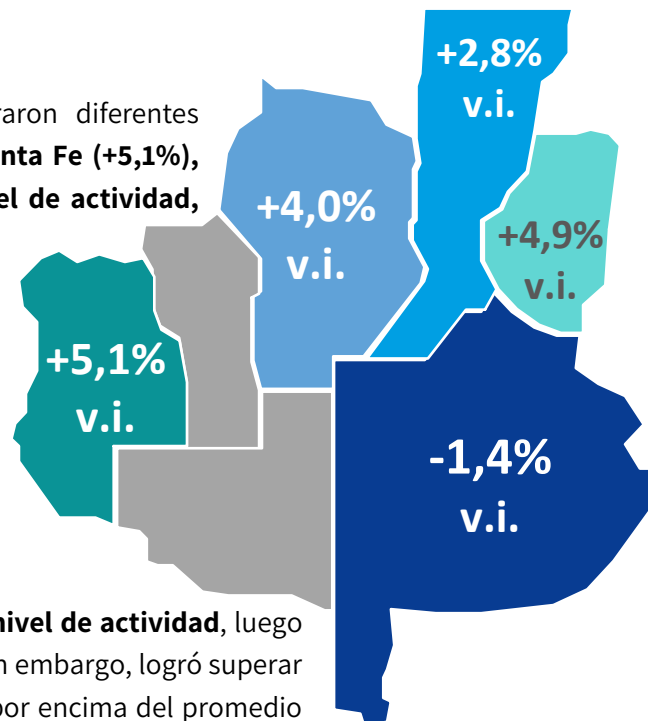 +2,8%
v.i.
diferentes
nta Fe (+5,1%),
el de actividad,
+4,0%
v.i.
+4,9%
v.i.
+5,1%
v.i.
-1,4%
v.i.
nivel de actividad, luego
embargo, logró superar
por encima del promedio